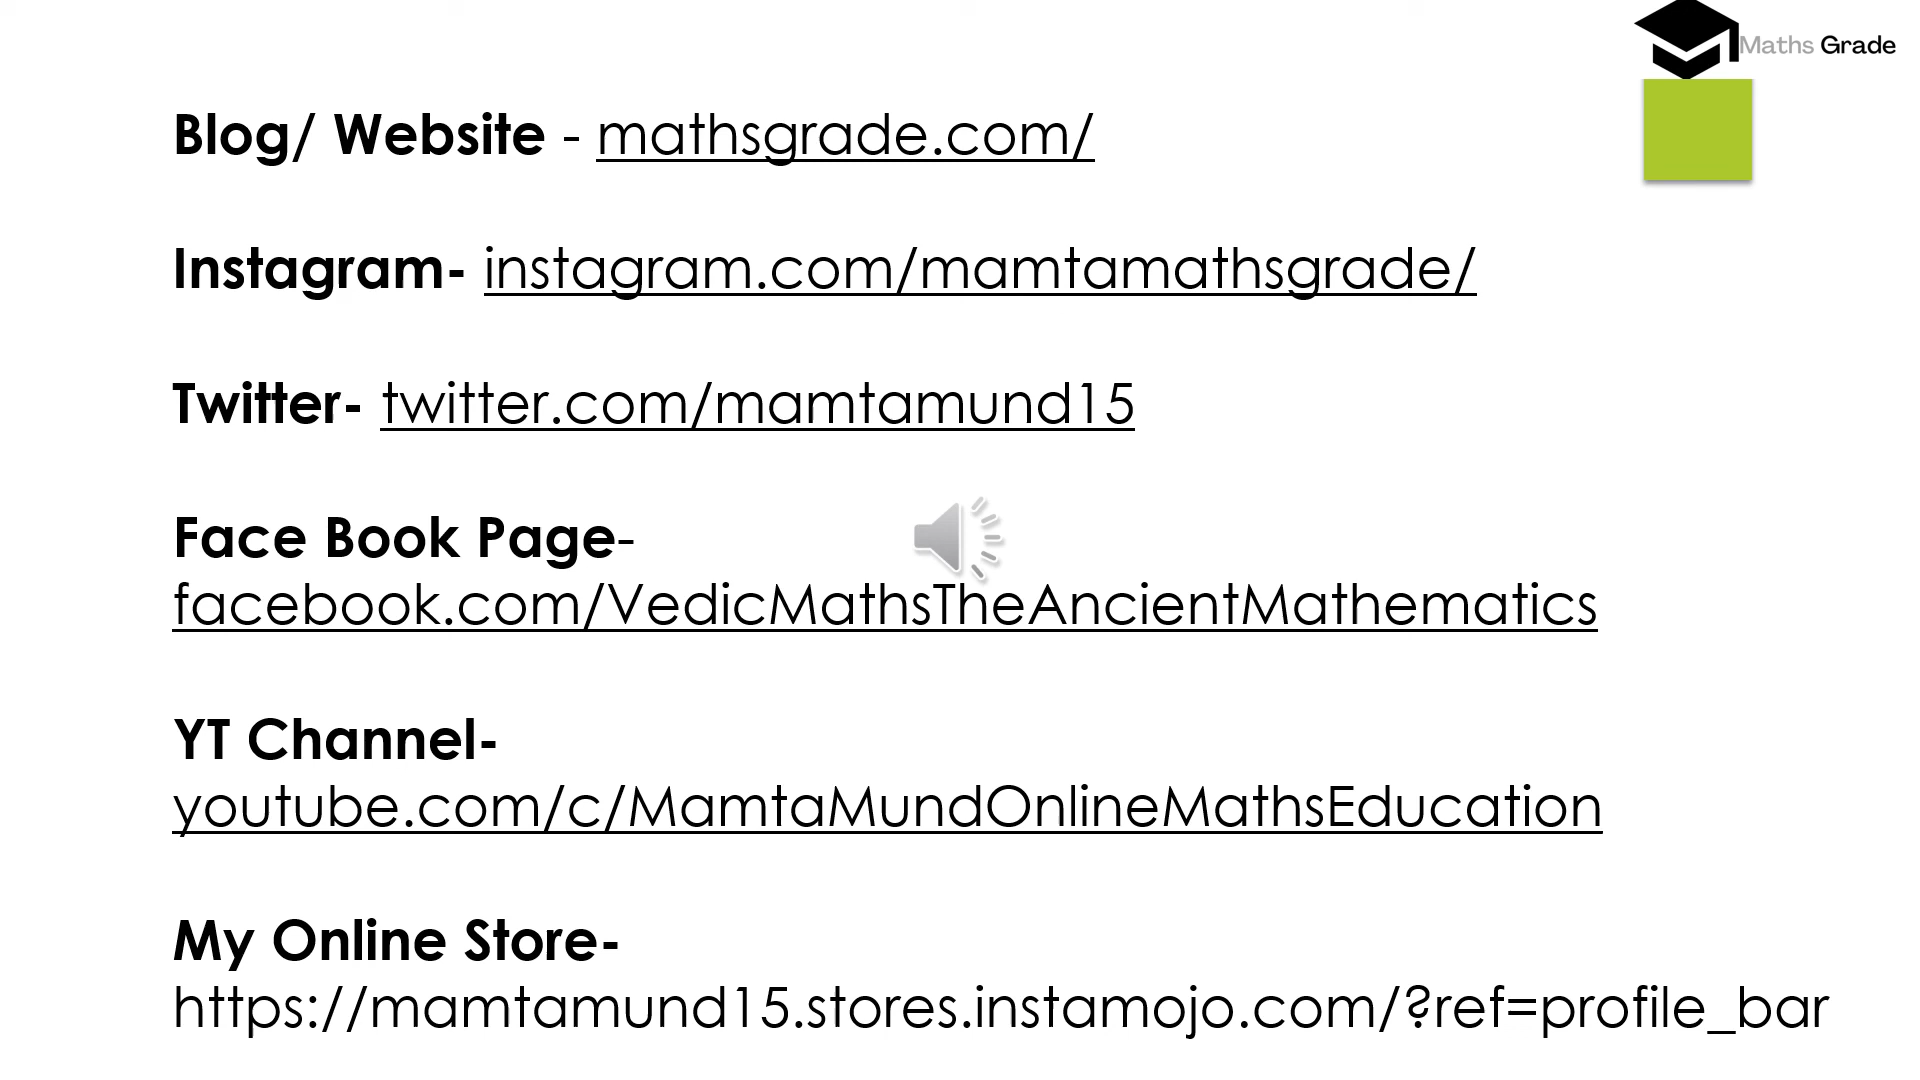 Maths Grade
Blog/ Website - mathsgrade.com/
Instagram- instagram.com/mamtamathsgrade/
Twitter- twitter.com/mamtamund15
Face Book Page-
facebook.com/VedicMathsTheAncientMathematics
YT Channel-
youtube.com/c/MamtaMundOnlineMathsEducation
My Online Store-
https://mamtamund15.stores.instamojo.com/?ref=profile_bar